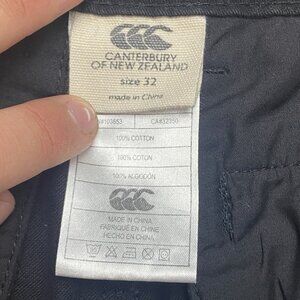 CANTERBURY
OF NEW ZEALAND
size 32
made in China
100% COTTON
100% COTON
100% ALGODÓN
MADE IN CHINA
FABRIQUÉ EN CHINE
HECHO EN CHINA